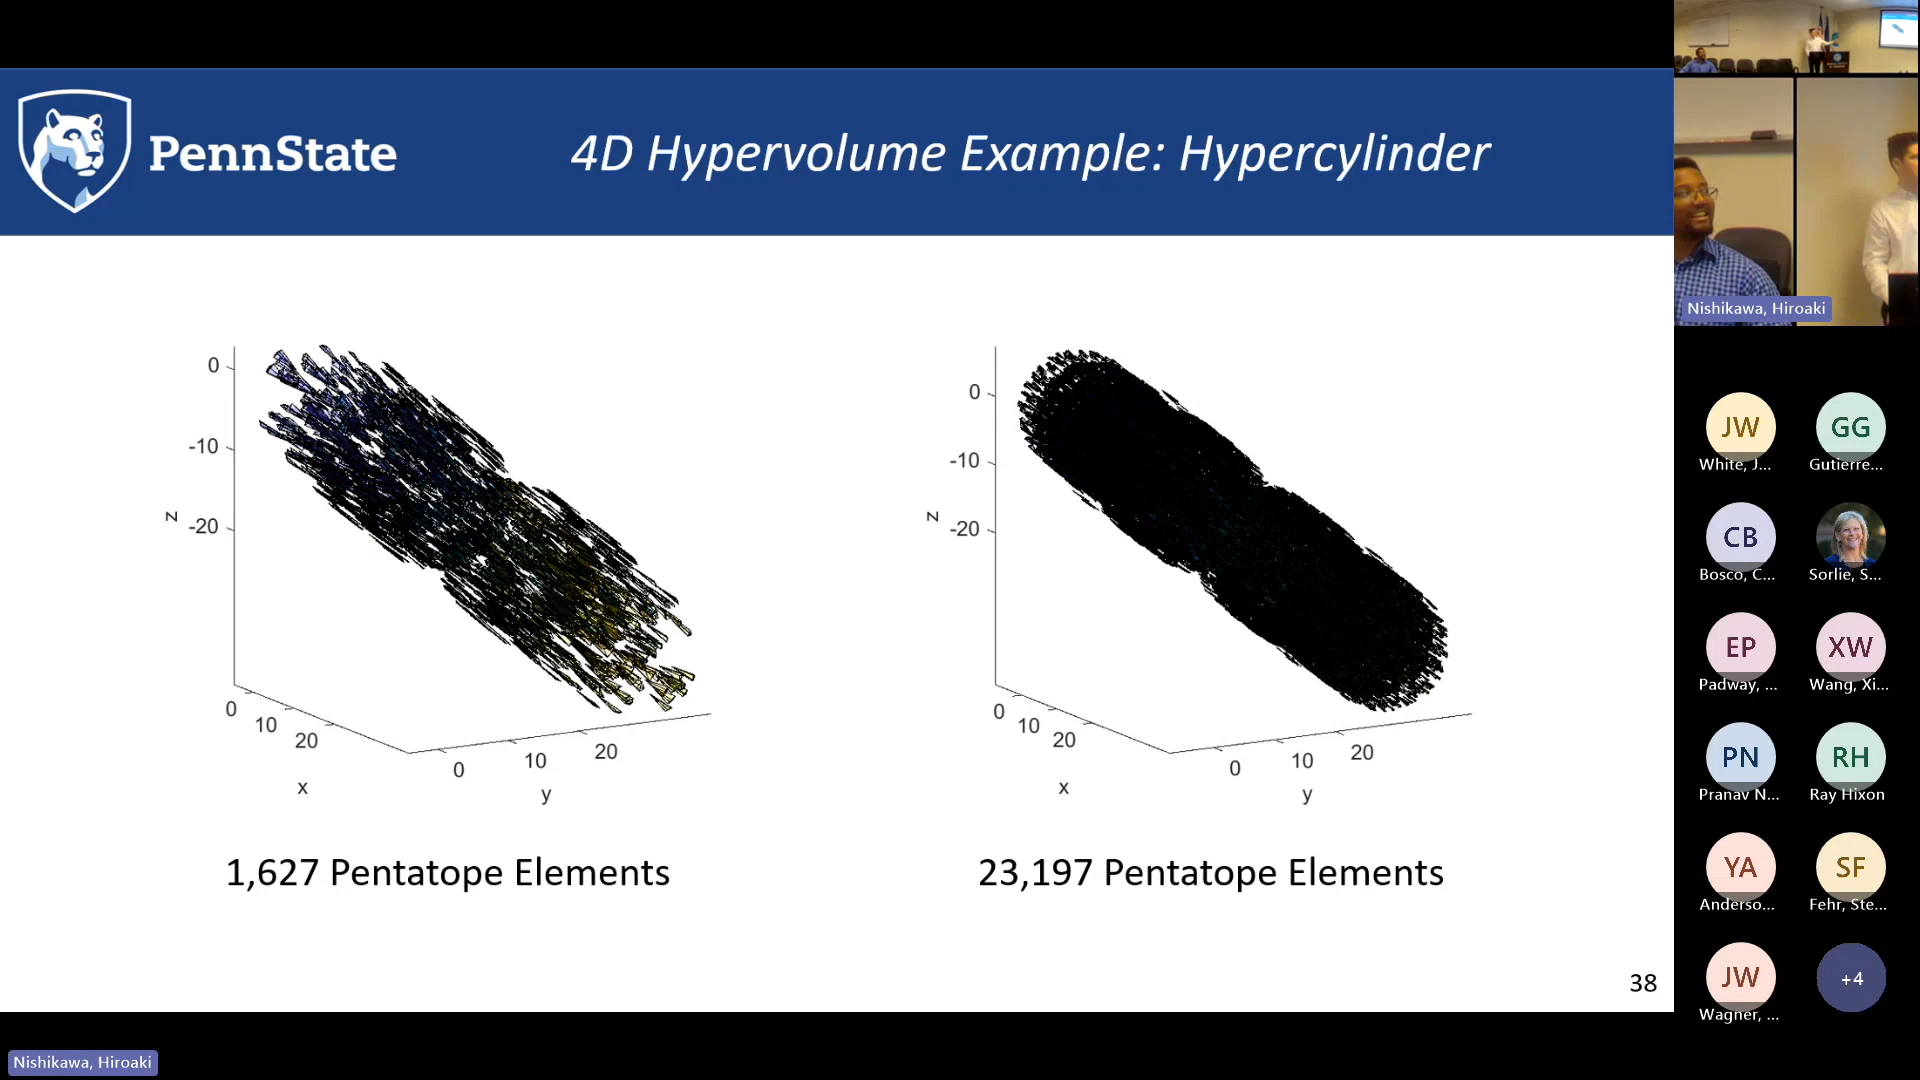 PennState
4D Hypervolume Example: Hypercylinder
0
-10
-20
z
0
10
20
x
0
10
20
y
1,627 Pentatope Elements
0
-10
-20
z
0
10
20
x
0
10
20
y
23,197 Pentatope Elements
38
Nishikawa, Hiroaki
JW
White, J...
GG
Gutierre...
CB
Bosco, C...
Sorlie, S...
EP
Padway, ...
XW
Wang, Xi...
PN
Pranav N...
RH
Ray Hixon
YA
Anderso...
SF
Fehr, Ste...
JW
Wagner, ...
+4
Nishikawa, Hiroaki